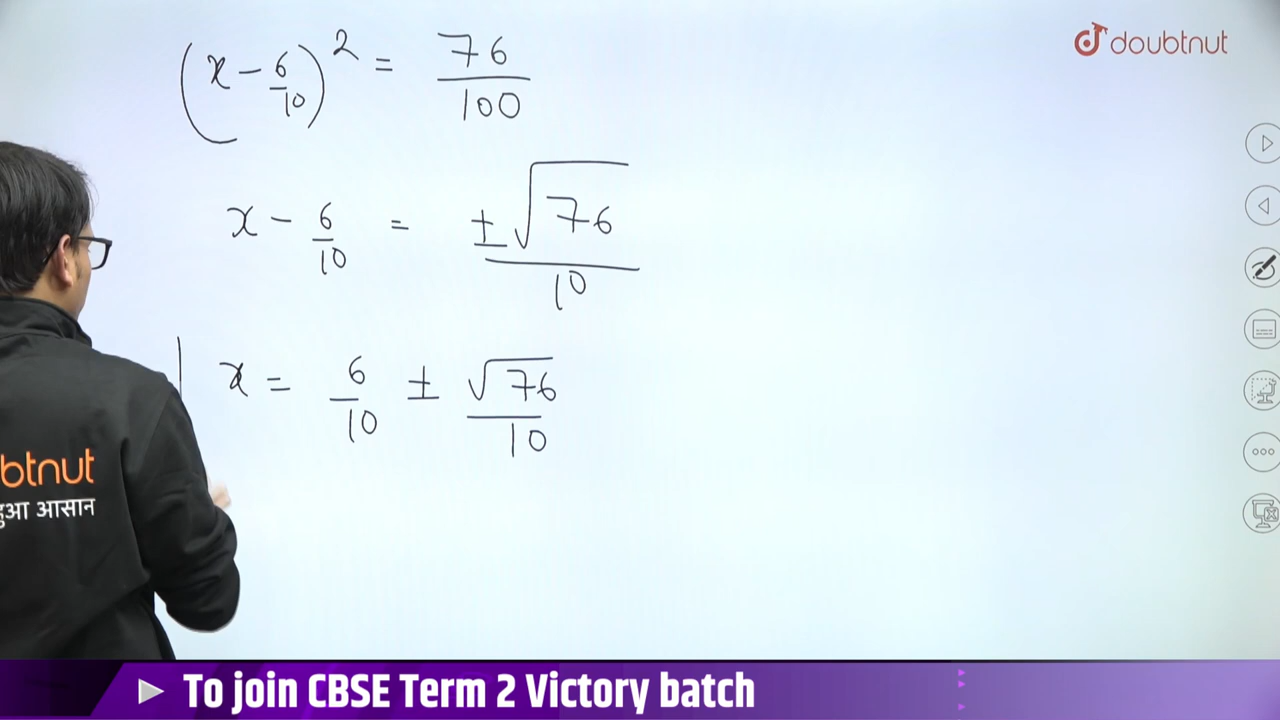 doubtnut
(x - 6/10)² = 76/100
x - 6/10 = ±√76/10
x = 6/10 ± √76/10
btnut
हुआ आसान
To join CBSE Term 2 Victory batch